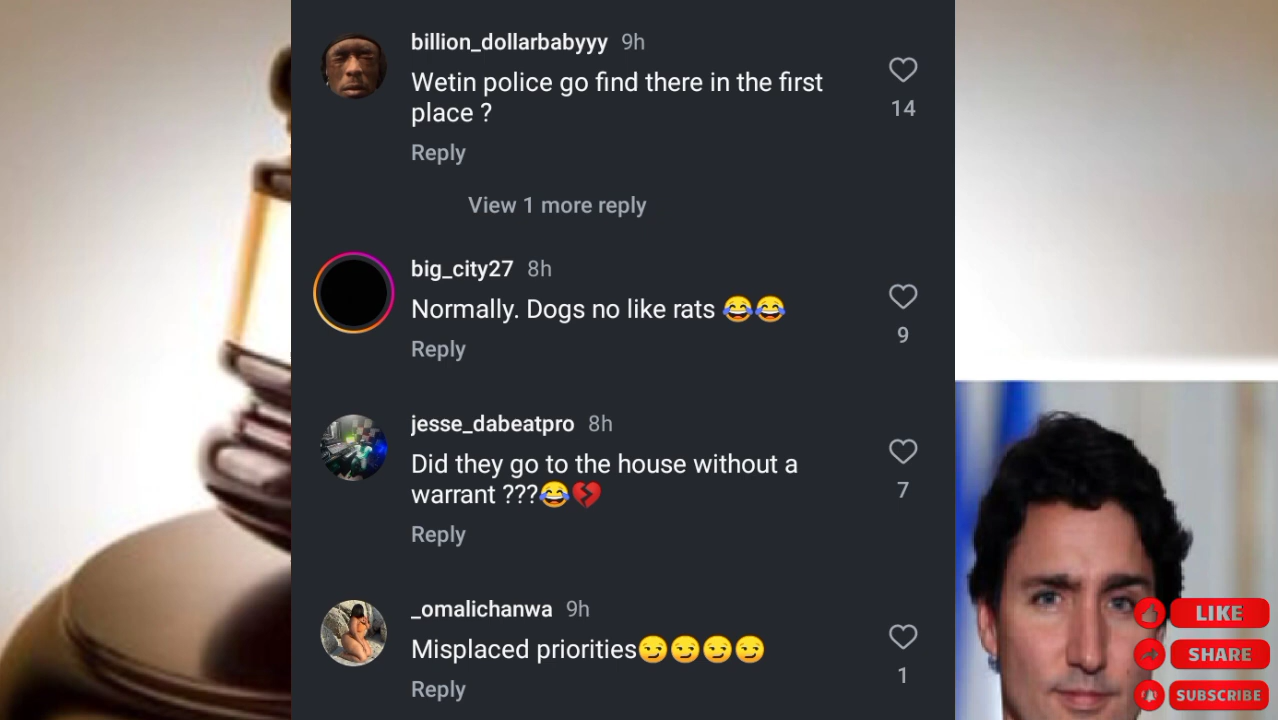 billion_dollarbabyyy 9h
Wetin police go find there in the first
place ?
14
Reply
View 1 more reply
big_city27 8h
Normally. Dogs no like rats 😂😂
9
Reply
jesse_dabeatpro 8h
Did they go to the house without a
warrant ???😂💔
7
Reply
_omalichanwa 9h
Misplaced priorities😏😏😏😏
1
Reply
LIKE
SHARE
SUBSCRIBE